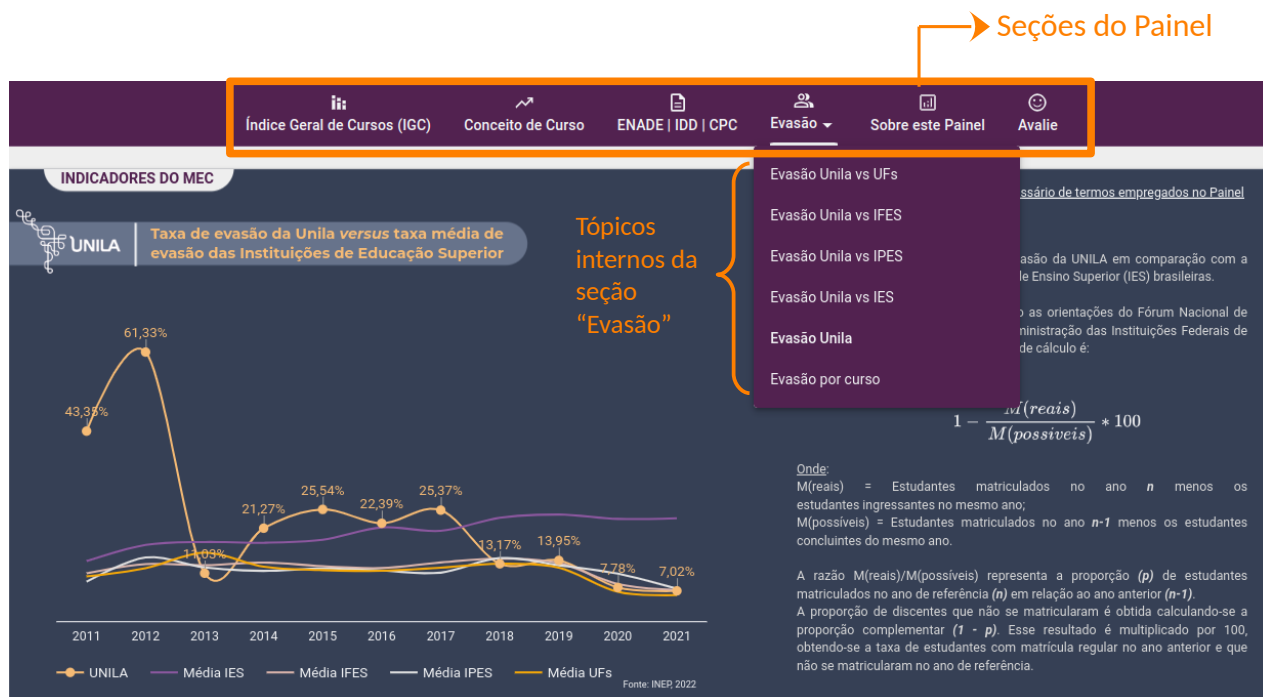 Seções do Painel
Índice Geral de Cursos (IGC)
Conceito de Curso
ENADE | IDD | CPC
Evasão
Sobre este Painel
Avalie
INDICADORES DO MEC
UNILA
Taxa de evasão da Unila versus taxa média de
evasão das Instituições de Educação Superior
Tópicos
internos da
seção
“Evasão”
Evasão Unila vs UFs
Evasão Unila vs IFES
Evasão Unila vs IPES
Evasão Unila vs IES
Evasão Unila
Evasão por curso
ssário de termos empregados no Painel
asão da UNILA em comparação com a
de Ensino Superior (IES) brasileiras.
o as orientações do Fórum Nacional de
ministração das Instituições Federais de
de cálculo é:
1 − M(reais) / M(possiveis) ∗ 100
Onde:
M(reais) = Estudantes matriculados no ano n menos os
estudantes ingressantes no mesmo ano;
M(possíveis) = Estudantes matriculados no ano n-1 menos os estudantes
concluintes do mesmo ano.
A razão M(reais)/M(possíveis) representa a proporção (p) de estudantes
matriculados no ano de referência (n) em relação ao ano anterior (n-1).
A proporção de discentes que não se matricularam é obtida calculando-se a
proporção complementar (1 - p). Esse resultado é multiplicado por 100,
obtendo-se a taxa de estudantes com matrícula regular no ano anterior e que
não se matricularam no ano de referência.
43,35%
61,33%
11,03%
21,27%
25,54%
22,39%
25,37%
13,17%
13,95%
7,78%
7,02%
2011 2012 2013 2014 2015 2016 2017 2018 2019 2020 2021
UNILA Média IES Média IFES Média IPES Média UFs
Fonte: INEP, 2022